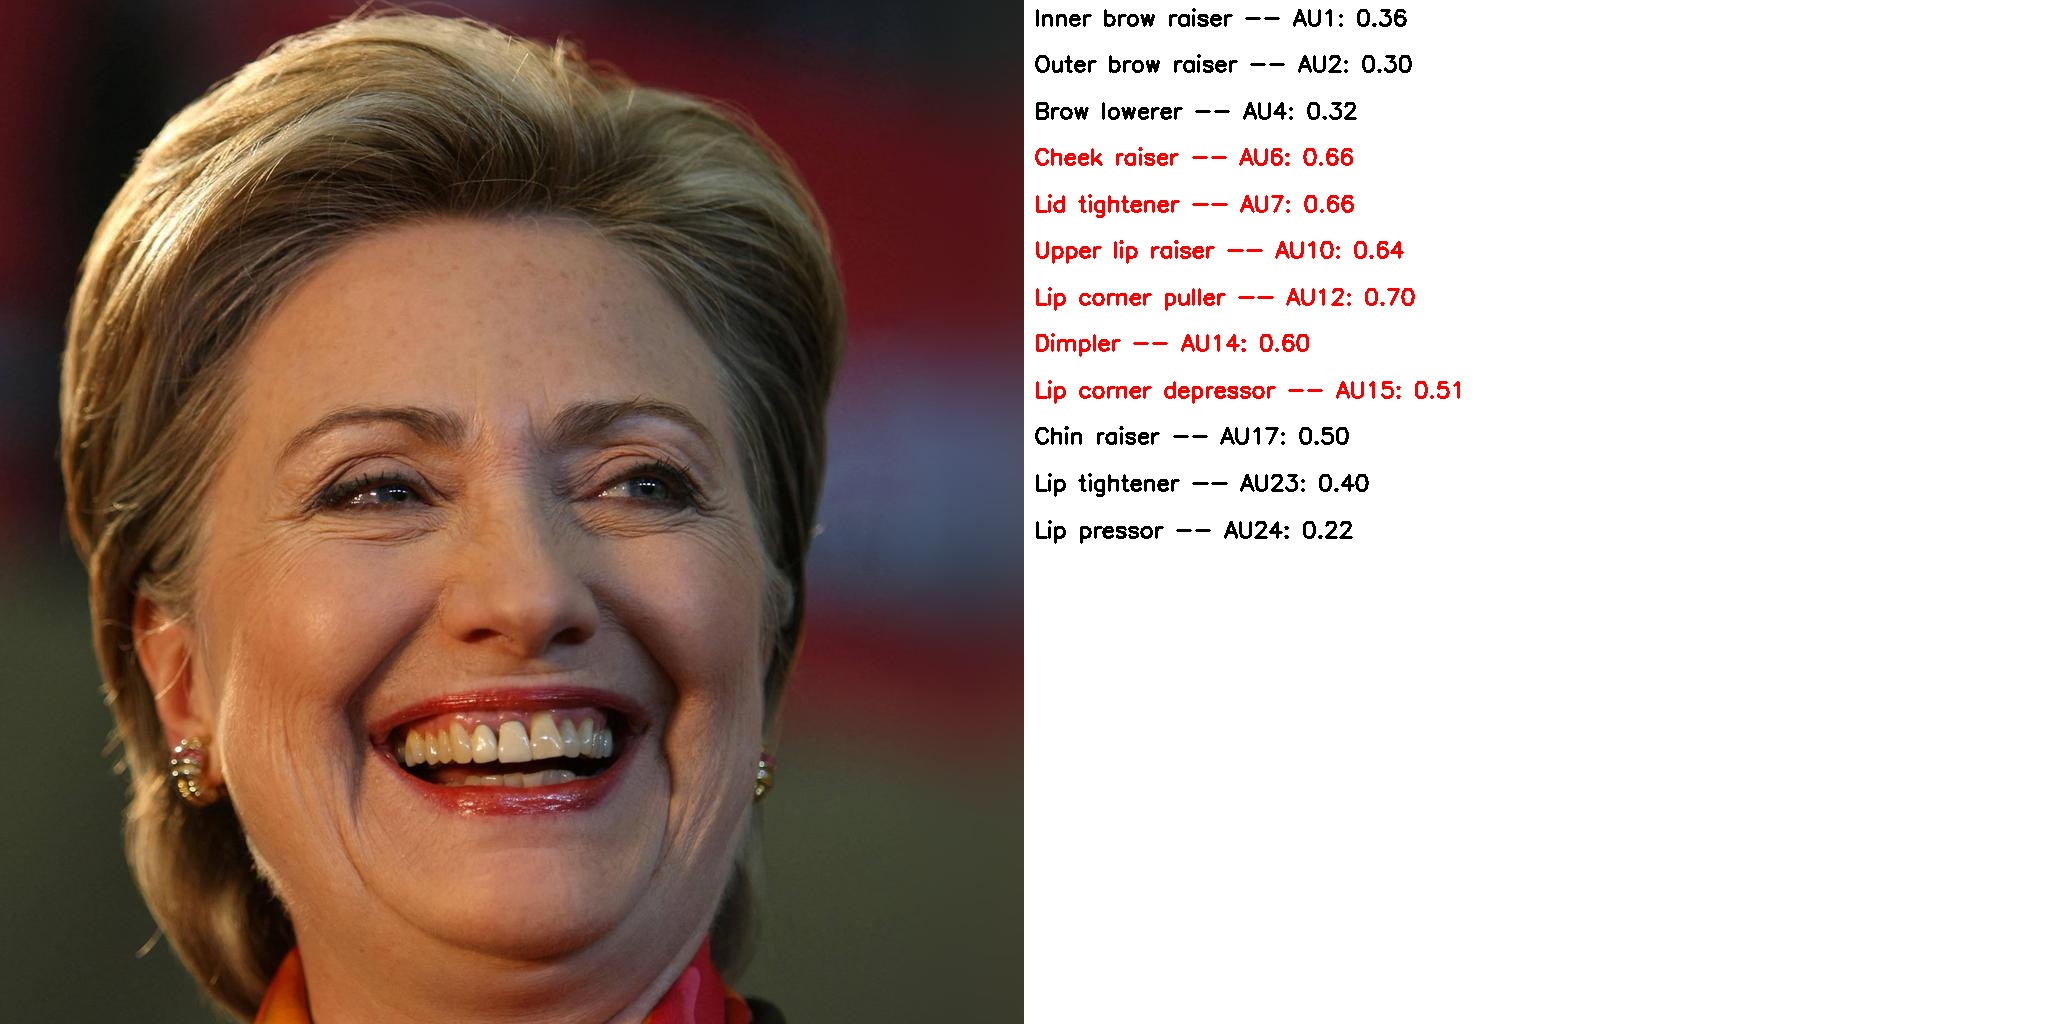 Inner brow raiser -- AU1: 0.36
Outer brow raiser -- AU2: 0.30
Brow lowerer -- AU4: 0.32
Cheek raiser -- AU6: 0.66
Lid tightener -- AU7: 0.66
Upper lip raiser -- AU10: 0.64
Lip corner puller -- AU12: 0.70
Dimpler -- AU14: 0.60
Lip corner depressor -- AU15: 0.51
Chin raiser -- AU17: 0.50
Lip tightener -- AU23: 0.40
Lip pressor -- AU24: 0.22